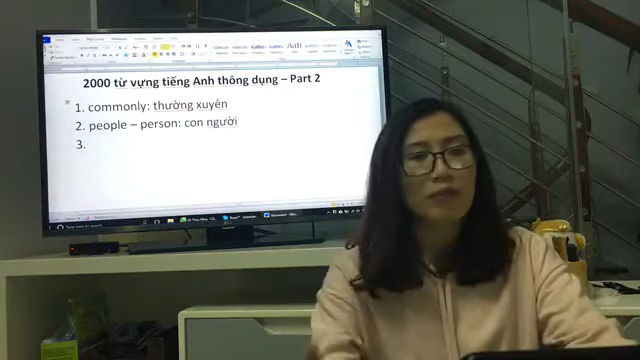 2000 từ vựng tiếng Anh thông dụng – Part 2
1. commonly: thường xuyên
2. people – person: con người
3.